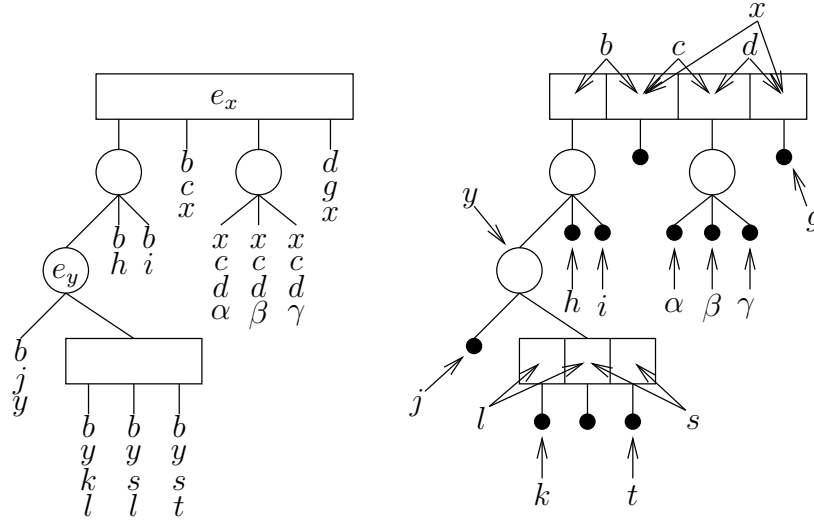 x
b c d
e_x
b d
c g
x x
y
b b
h i
x x x
c c c
d d d
α β γ
g
e_y
h i α β γ
b
j
y
j
l s
b b b
y y y
k s s
l l t
k t